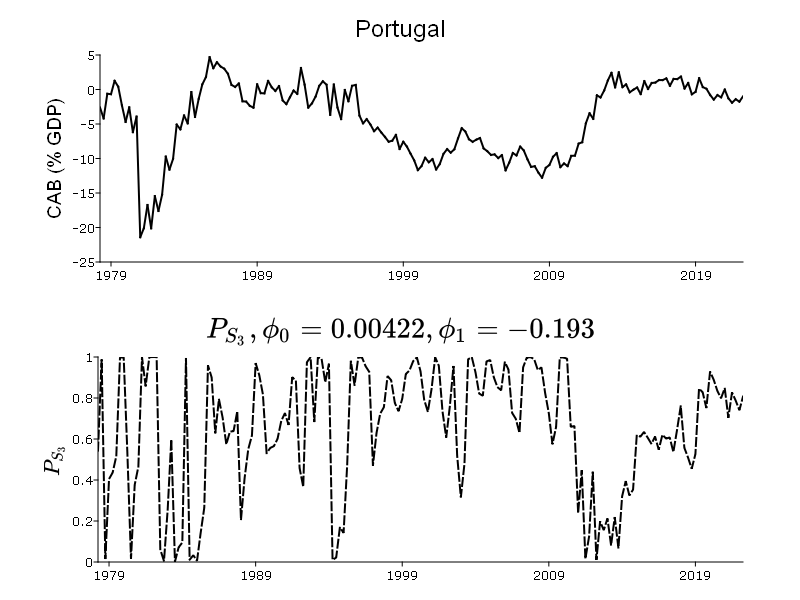 Portugal
CAB (% GDP)
5
0
−5
−10
−15
−20
−25
1979 1989 1999 2009 2019
P_{S_3}, ϕ_0 = 0.00422, ϕ_1 = −0.193
P_{S_3}
1
0.8
0.6
0.4
0.2
0
1979 1989 1999 2009 2019